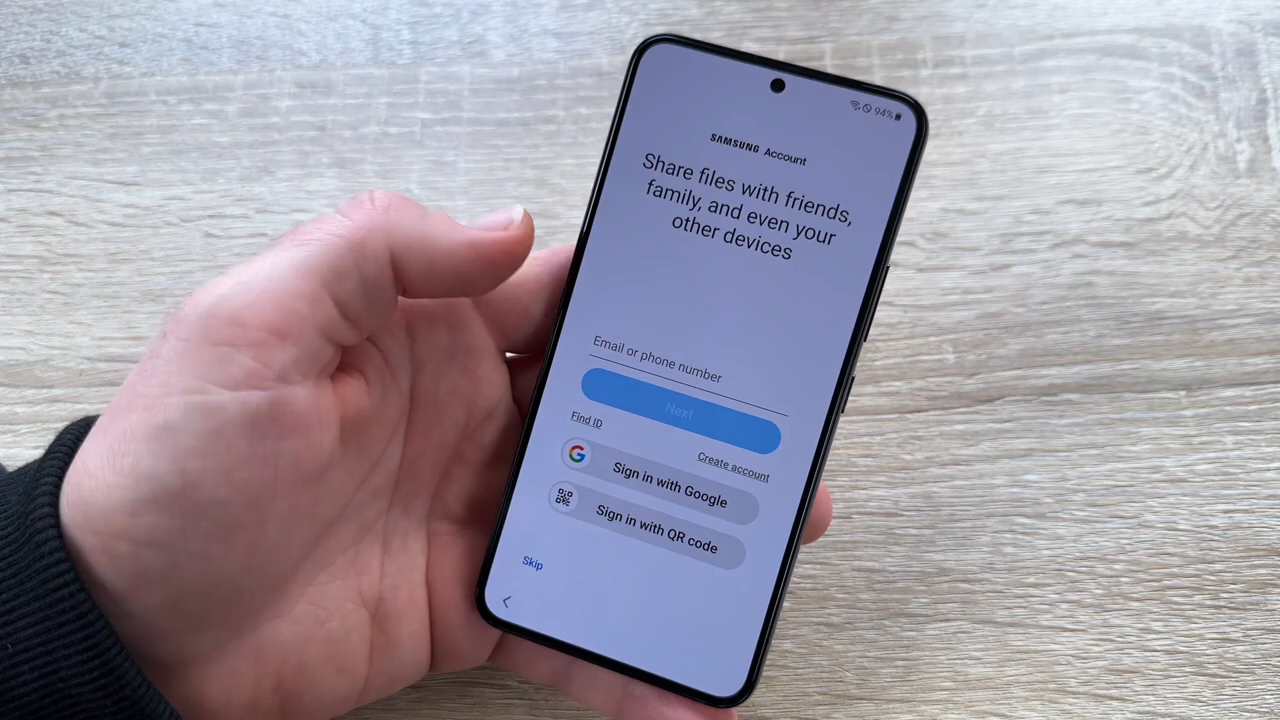 94%
SAMSUNG Account
Share files with friends,
family, and even your
other devices
Email or phone number
Next
Find ID
Create account
G
Sign in with Google
Sign in with QR code
Skip